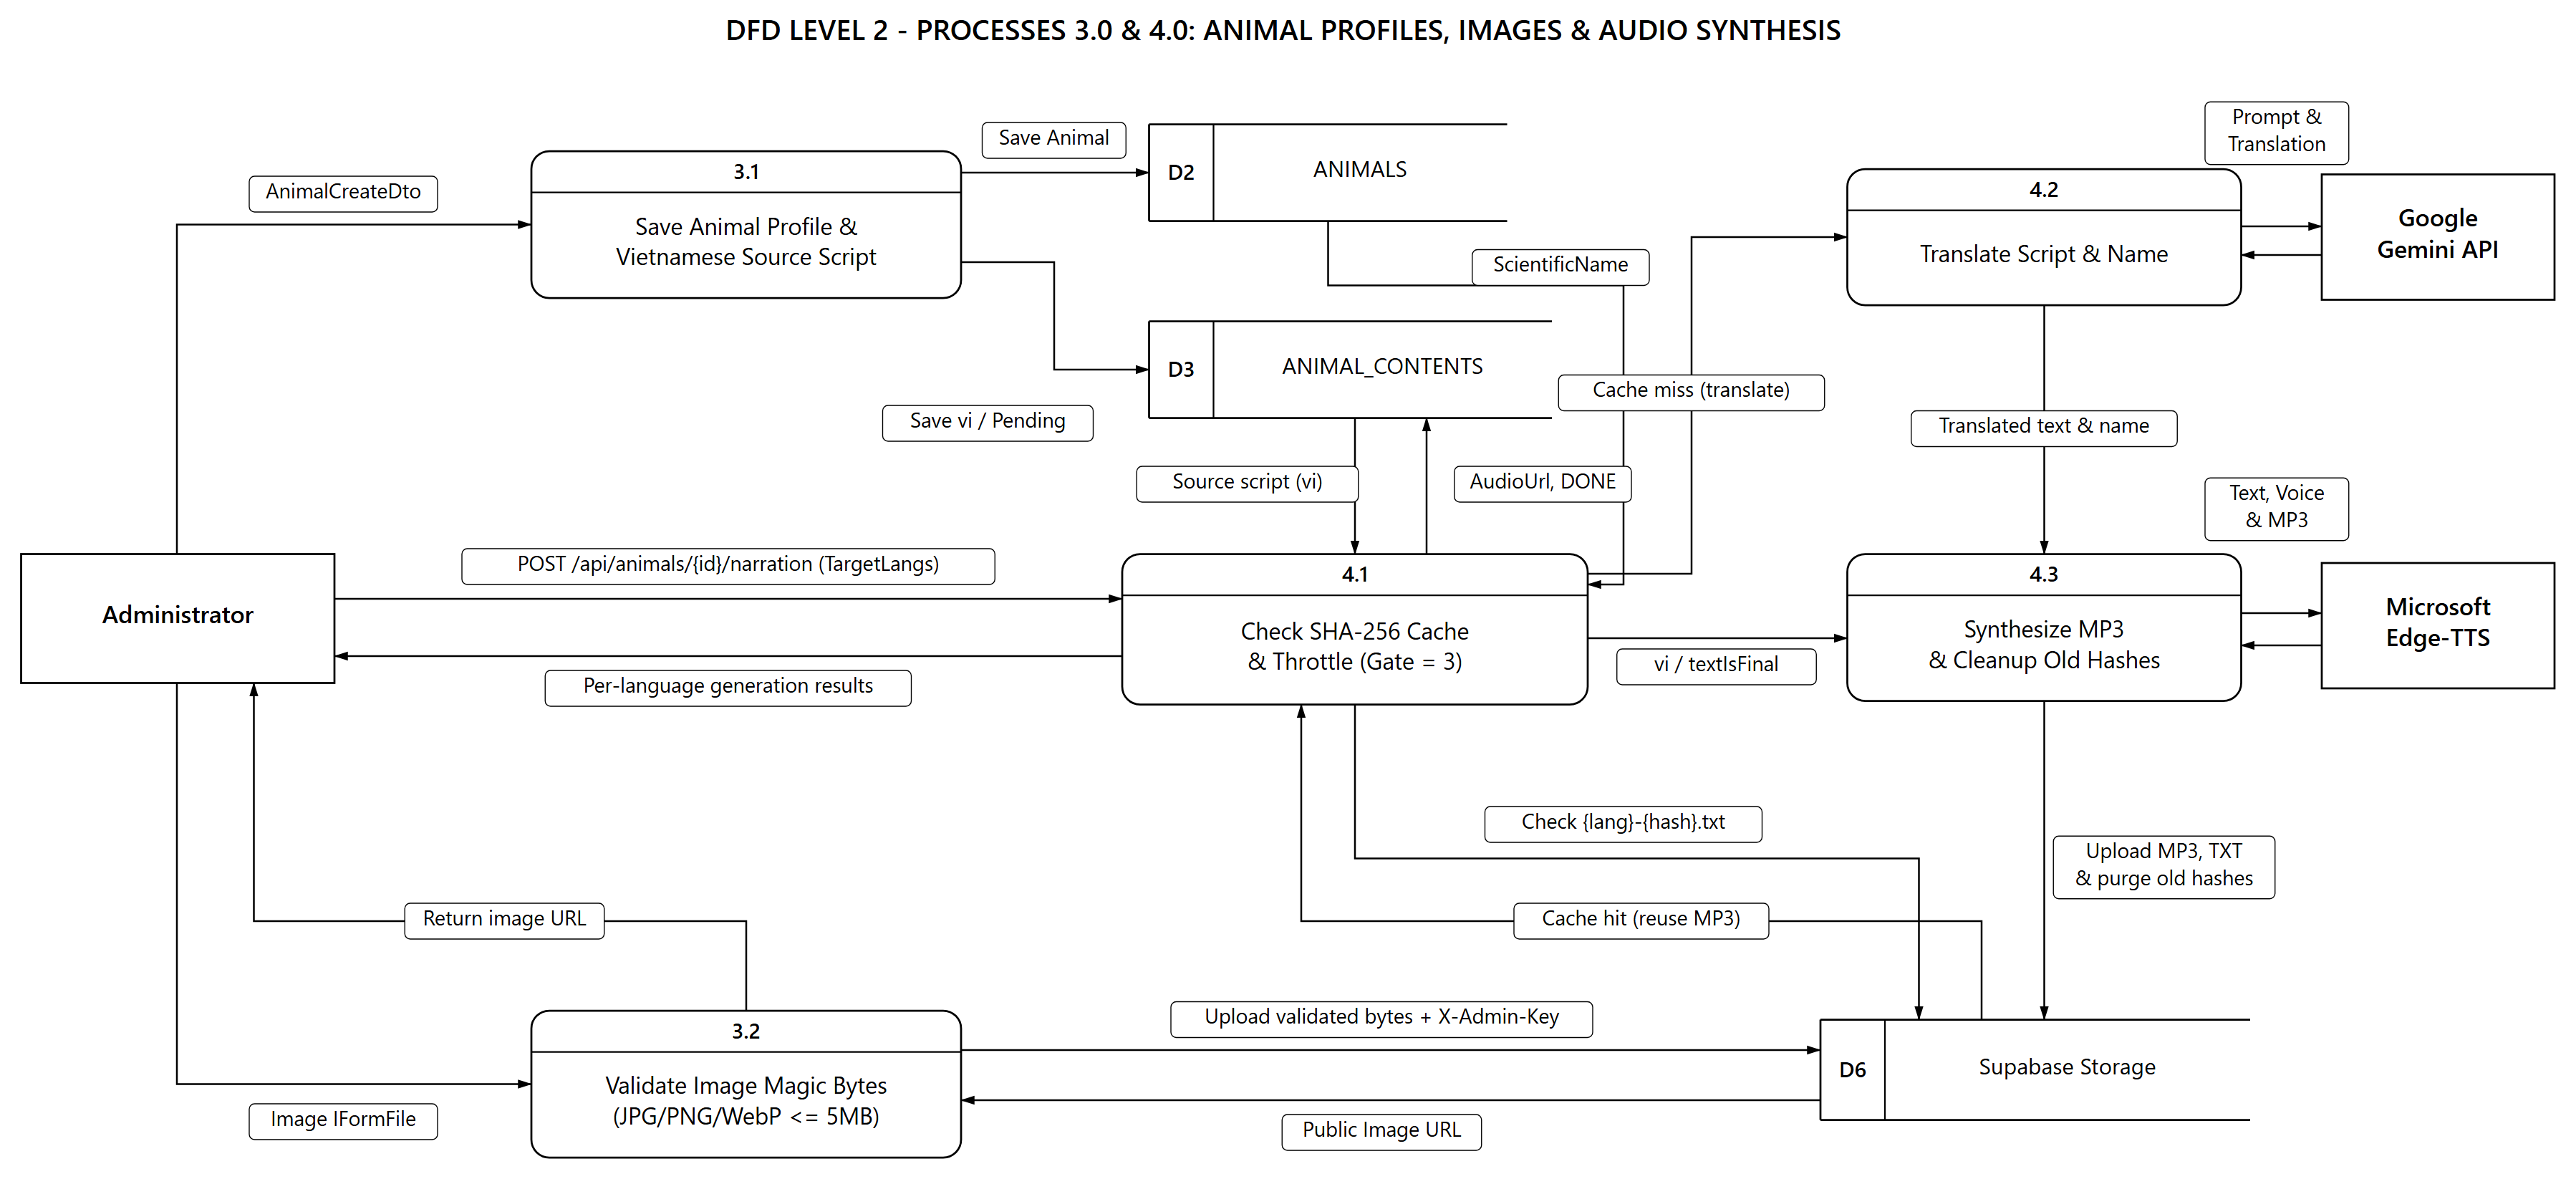 DFD LEVEL 2 - PROCESSES 3.0 & 4.0: ANIMAL PROFILES, IMAGES & AUDIO SYNTHESIS
AnimalCreateDto
3.1
Save Animal Profile &
Vietnamese Source Script
Save Animal
D2
ANIMALS
ScientificName
4.2
Translate Script & Name
Prompt &
Translation
Google
Gemini API
Save vi / Pending
D3
ANIMAL_CONTENTS
Cache miss (translate)
Translated text & name
Source script (vi)
AudioUrl, DONE
Text, Voice
& MP3
Administrator
POST /api/animals/{id}/narration (TargetLangs)
Per-language generation results
4.1
Check SHA-256 Cache
& Throttle (Gate = 3)
vi / textIsFinal
4.3
Synthesize MP3
& Cleanup Old Hashes
Microsoft
Edge-TTS
Check {lang}-{hash}.txt
Upload MP3, TXT
& purge old hashes
Return image URL
Cache hit (reuse MP3)
Image IFormFile
3.2
Validate Image Magic Bytes
(JPG/PNG/WebP <= 5MB)
Upload validated bytes + X-Admin-Key
Public Image URL
D6
Supabase Storage